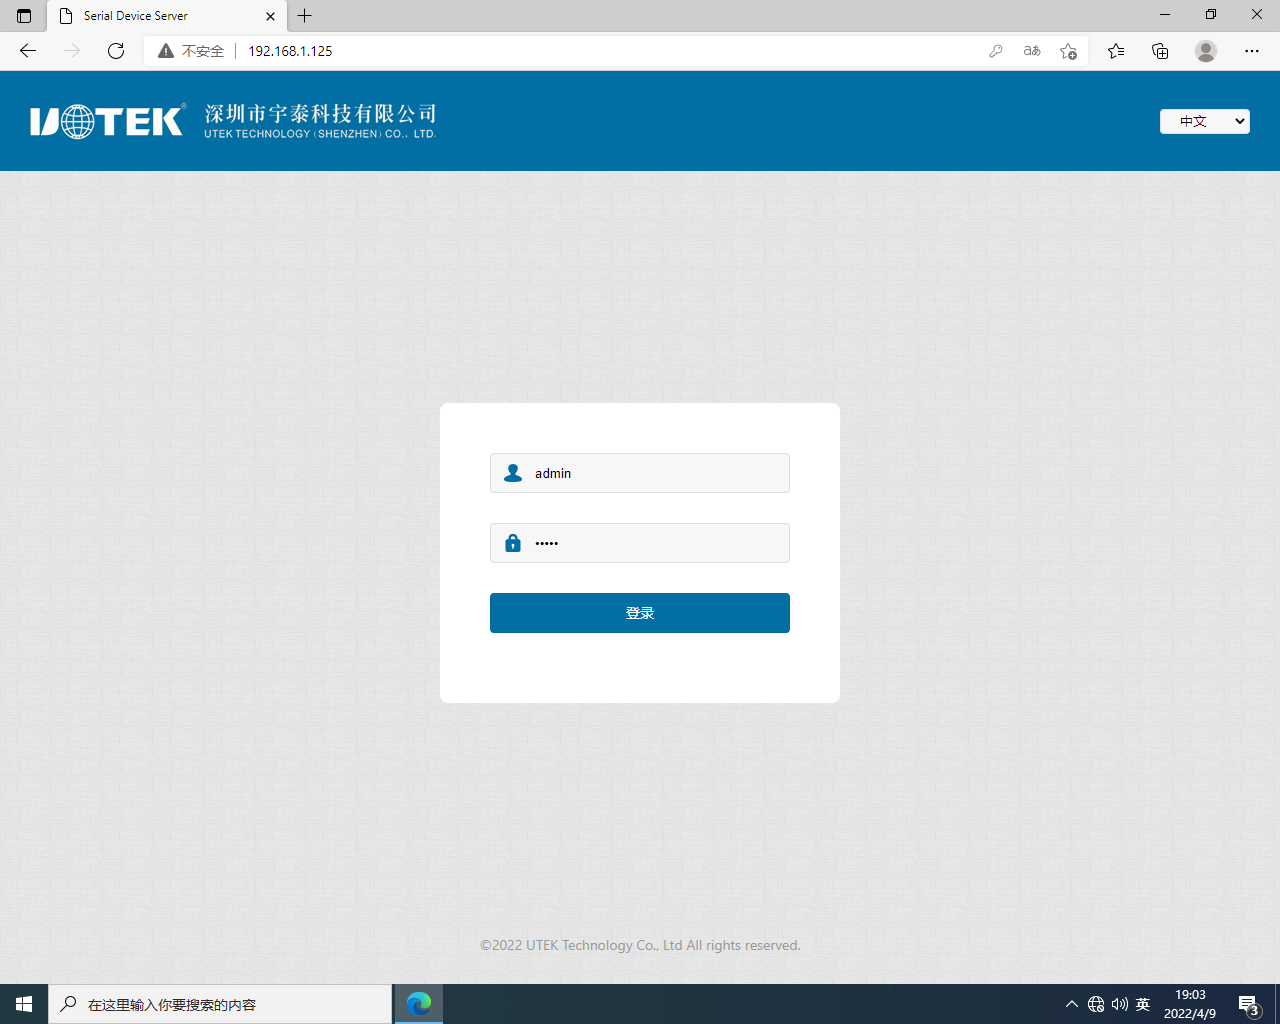 Serial Device Server
不安全
192.168.1.125
aあ
UOTEK®
深圳市宇泰科技有限公司
UTEK TECHNOLOGY (SHENZHEN) CO., LTD.
中文
admin
•••••
登录
©2022 UTEK Technology Co., Ltd All rights reserved.
在这里输入你要搜索的内容
英
19:03
2022/4/9
3